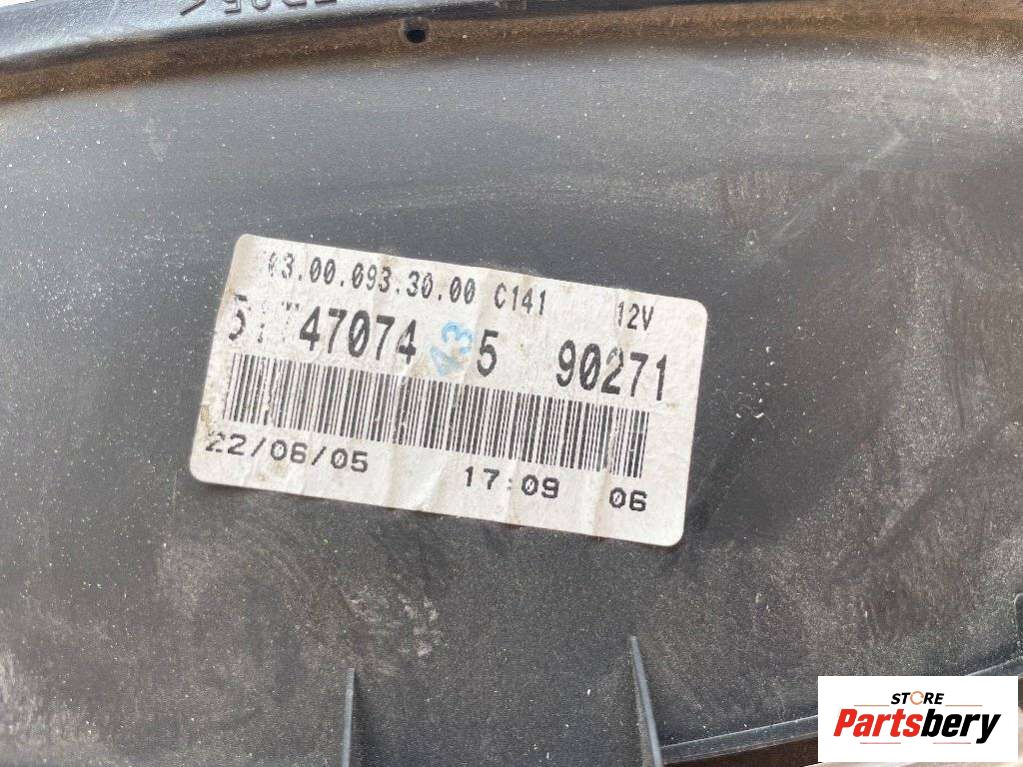 03.00.093.30.00 C141 12V
47074 43 5 90271
22/06/05 17:09 06
STORE
Partsbery